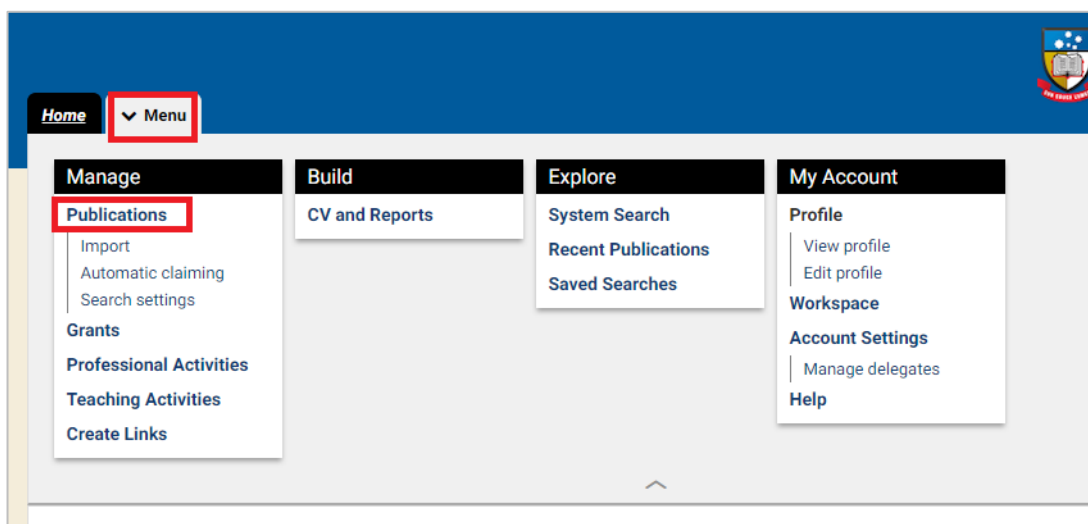 Home
Menu
Manage
Publications
Import
Automatic claiming
Search settings
Grants
Professional Activities
Teaching Activities
Create Links
Build
CV and Reports
Explore
System Search
Recent Publications
Saved Searches
My Account
Profile
View profile
Edit profile
Workspace
Account Settings
Manage delegates
Help